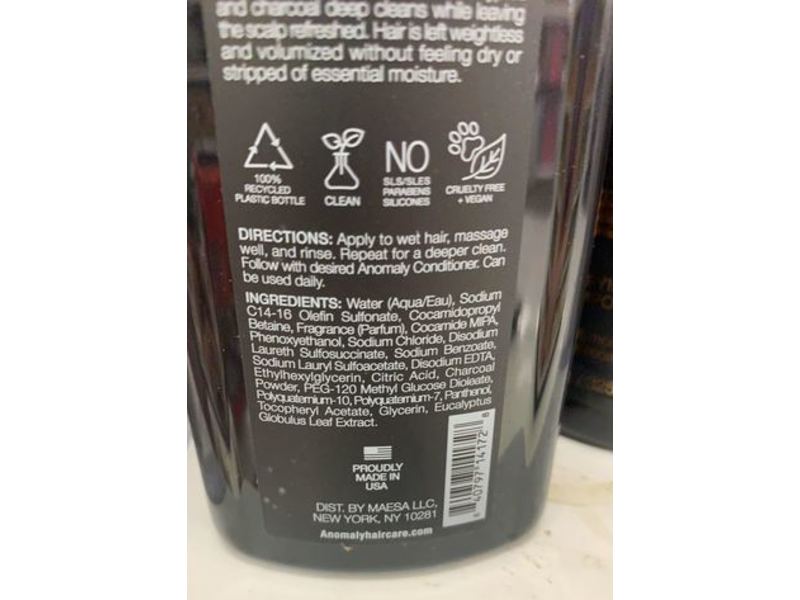 and charcoal deep cleans while leaving
the scalp refreshed. Hair is left weightless
and volumized without feeling dry or
stripped of essential moisture.
100%
RECYCLED
PLASTIC BOTTLE
CLEAN
NO
SLS/SLES
PARABENS
SILICONES
CRUELTY FREE
+ VEGAN
DIRECTIONS: Apply to wet hair, massage
well, and rinse. Repeat for a deeper clean.
Follow with desired Anomaly Conditioner. Can
be used daily.
INGREDIENTS: Water (Aqua/Eau), Sodium
C14-16 Olefin Sulfonate, Cocamidopropyl
Betaine, Fragrance (Parfum), Cocamide MIPA,
Phenoxyethanol, Sodium Chloride, Disodium
Laureth Sulfosuccinate, Sodium Benzoate,
Sodium Lauryl Sulfoacetate, Disodium EDTA,
Ethylhexylglycerin, Citric Acid, Charcoal
Powder, PEG-120 Methyl Glucose Dioleate,
Polyquaternium-10, Polyquaternium-7, Panthenol,
Tocopheryl Acetate, Glycerin, Eucalyptus
Globulus Leaf Extract.
PROUDLY
MADE IN
USA
6 40797 14172 8
DIST. BY MAESA LLC,
NEW YORK, NY 10281
Anomalyhaircare.com